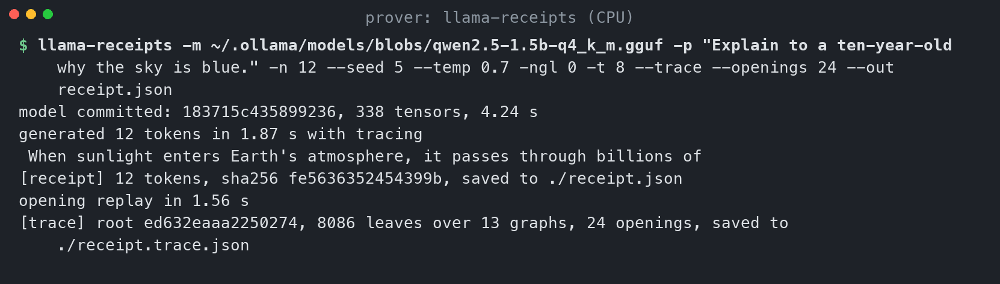 prover: llama-receipts (CPU)
$ llama-receipts -m ~/.ollama/models/blobs/qwen2.5-1.5b-q4_k_m.gguf -p "Explain to a ten-year-old
why the sky is blue." -n 12 --seed 5 --temp 0.7 -ngl 0 -t 8 --trace --openings 24 --out
receipt.json
model committed: 183715c435899236, 338 tensors, 4.24 s
generated 12 tokens in 1.87 s with tracing
When sunlight enters Earth's atmosphere, it passes through billions of
[receipt] 12 tokens, sha256 fe5636352454399b, saved to ./receipt.json
opening replay in 1.56 s
[trace] root ed632eaaa2250274, 8086 leaves over 13 graphs, 24 openings, saved to
./receipt.trace.json